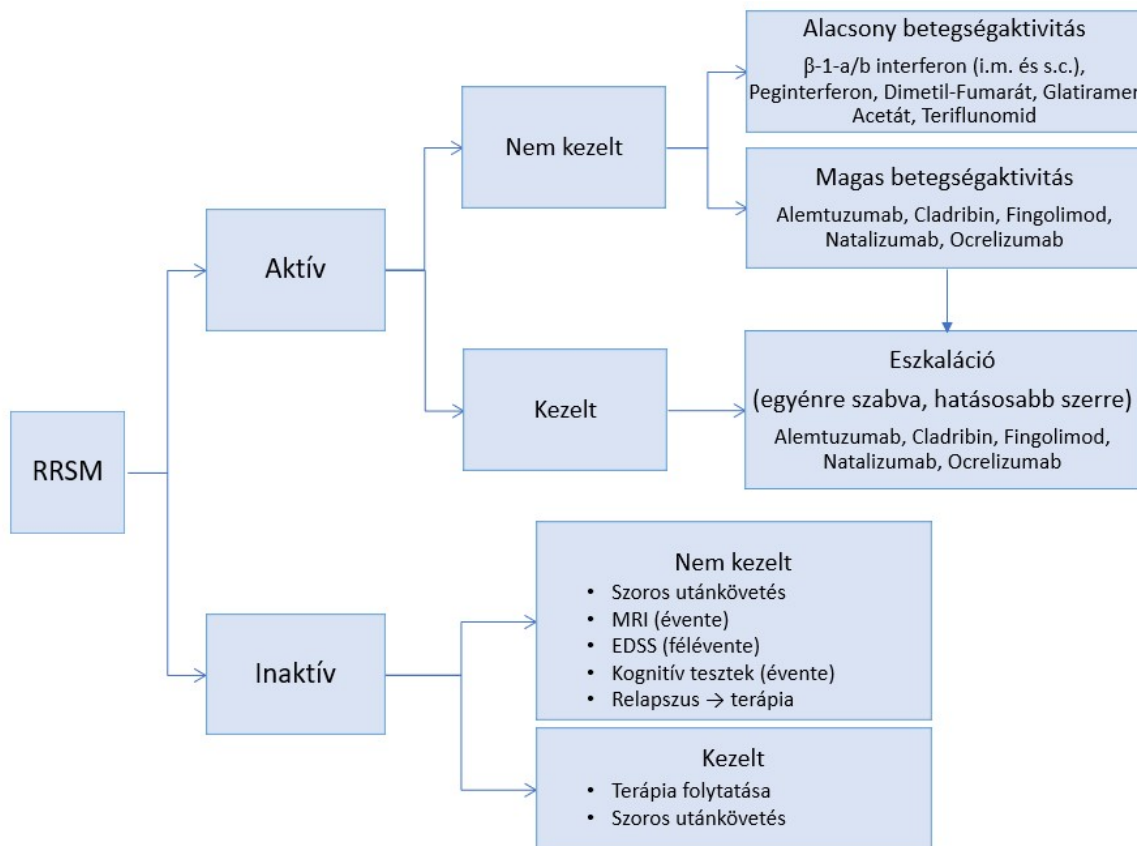 Alacsony betegségaktivitás
β-1-a/b interferon (i.m. és s.c.),
Peginterferon, Dimetil-Fumarát, Glatiramer
Acetát, Teriflunomid
Nem kezelt
Magas betegségaktivitás
Alemtuzumab, Cladribin, Fingolimod,
Natalizumab, Ocrelizumab
Aktív
Eszkaláció
(egyénre szabva, hatásosabb szerre)
Alemtuzumab, Cladribin, Fingolimod,
Natalizumab, Ocrelizumab
Kezelt
RRSM
Nem kezelt
• Szoros utánkövetés
• MRI (évente)
• EDSS (félévente)
• Kognitív tesztek (évente)
• Relapszus → terápia
Inaktív
Kezelt
• Terápia folytatása
• Szoros utánkövetés